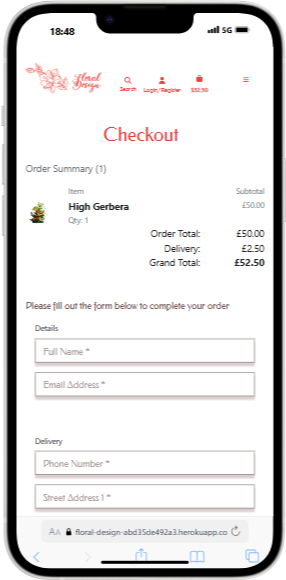 18:48
5G
Floral
Design
Search
Login/Register
£52.50
Checkout
Order Summary (1)
Item Subtotal
High Gerbera £50.00
Qty: 1
Order Total: £50.00
Delivery: £2.50
Grand Total: £52.50
Please fill out the form below to complete your order
Details
Full Name *
Email Address *
Delivery
Phone Number *
Street Address 1 *
AA floral-design-abd35de492a3.herokuapp.co